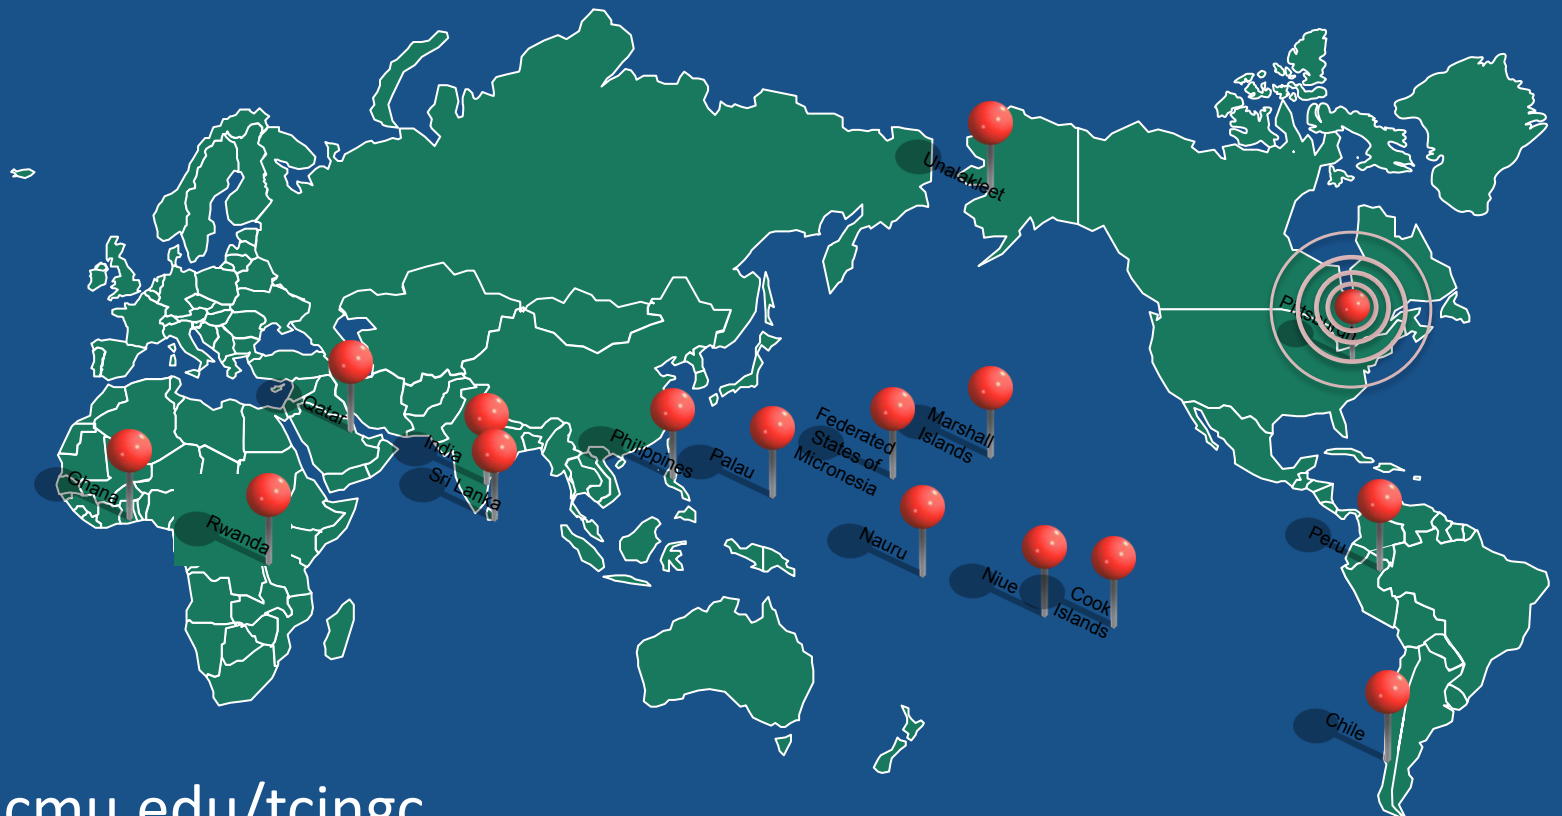 Unalakleet
Pittsburgh
Qatar
India
Sri Lanka
Philippines
Palau
Federated
States of
Micronesia
Marshall
Islands
Ghana
Rwanda
Nauru
Niue
Cook
Islands
Peru
Chile
cmu.edu/tcingc